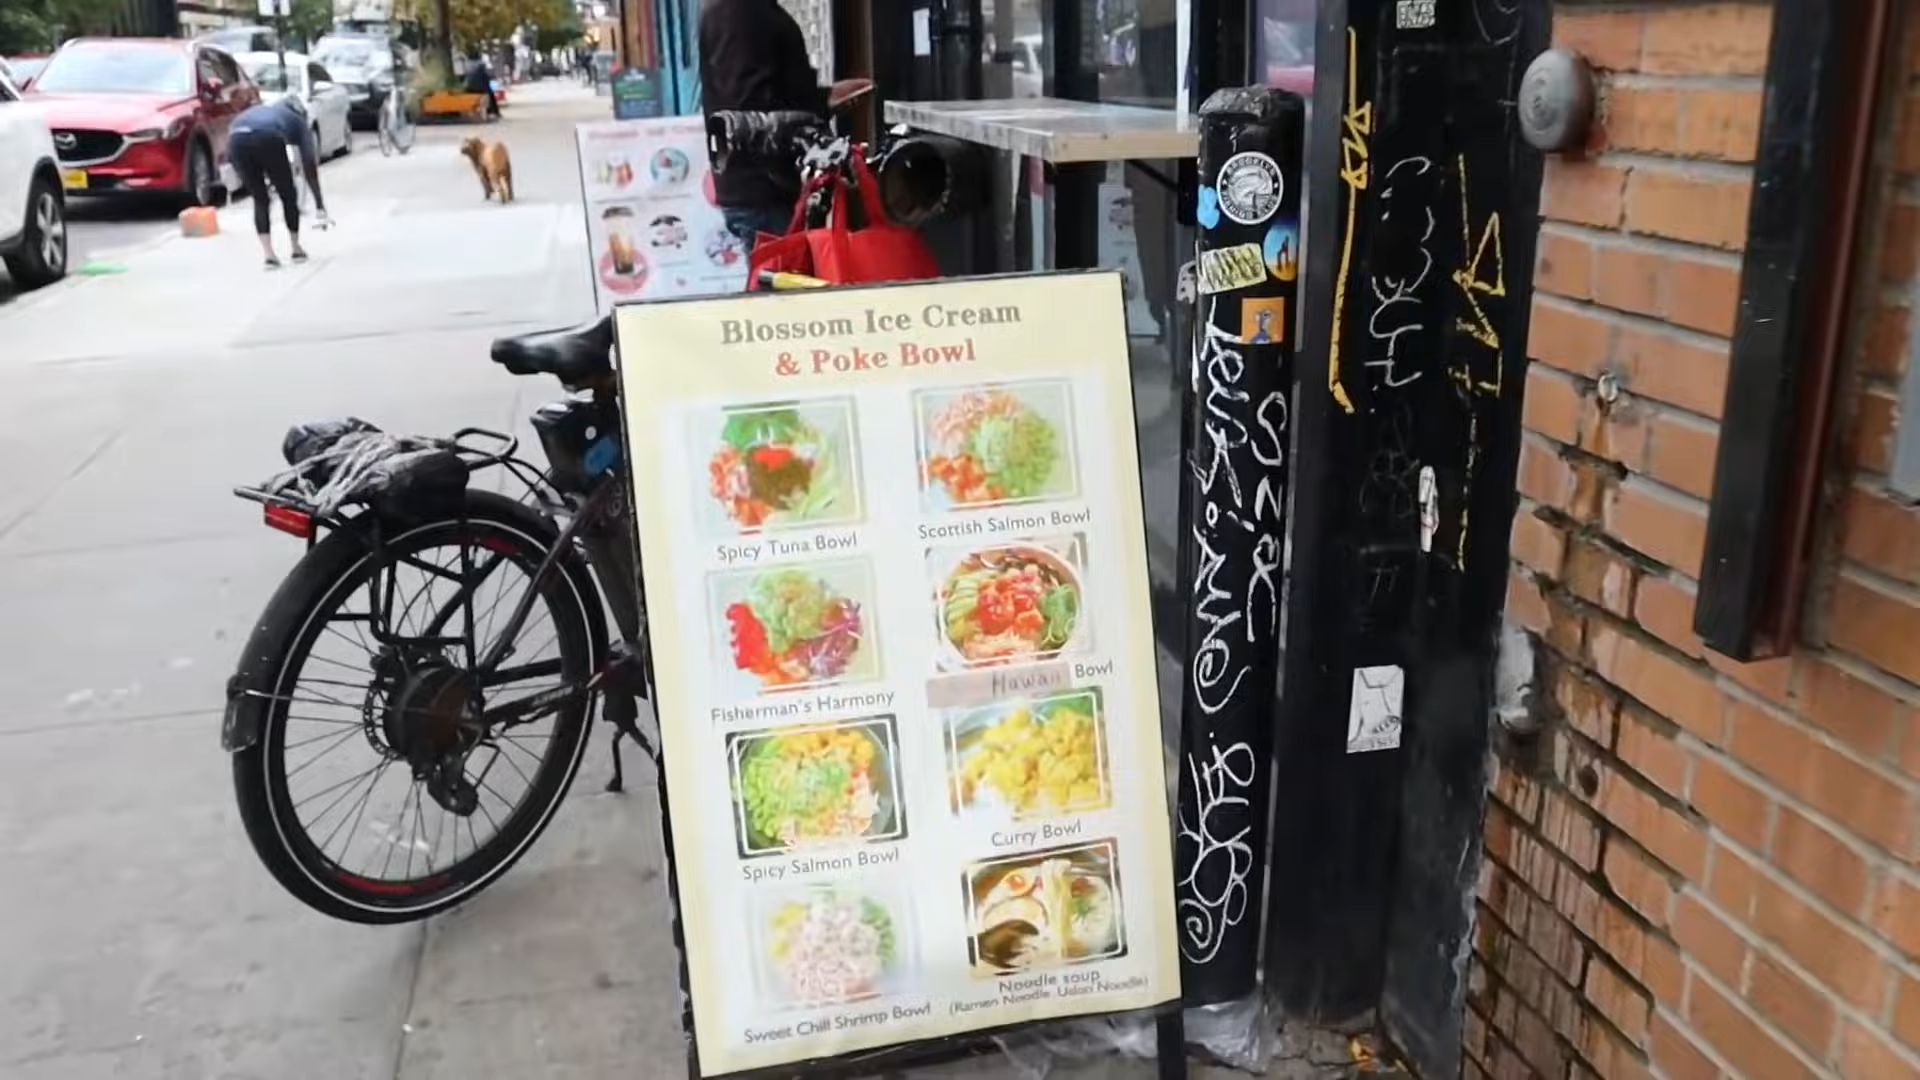 Blossom Ice Cream
& Poke Bowl
Spicy Tuna Bowl
Scottish Salmon Bowl
Fisherman's Harmony
Hawaii Bowl
Spicy Salmon Bowl
Curry Bowl
Sweet Chili Shrimp Bowl
Noodle soup
(Ramen Noodle, Udon Noodle)